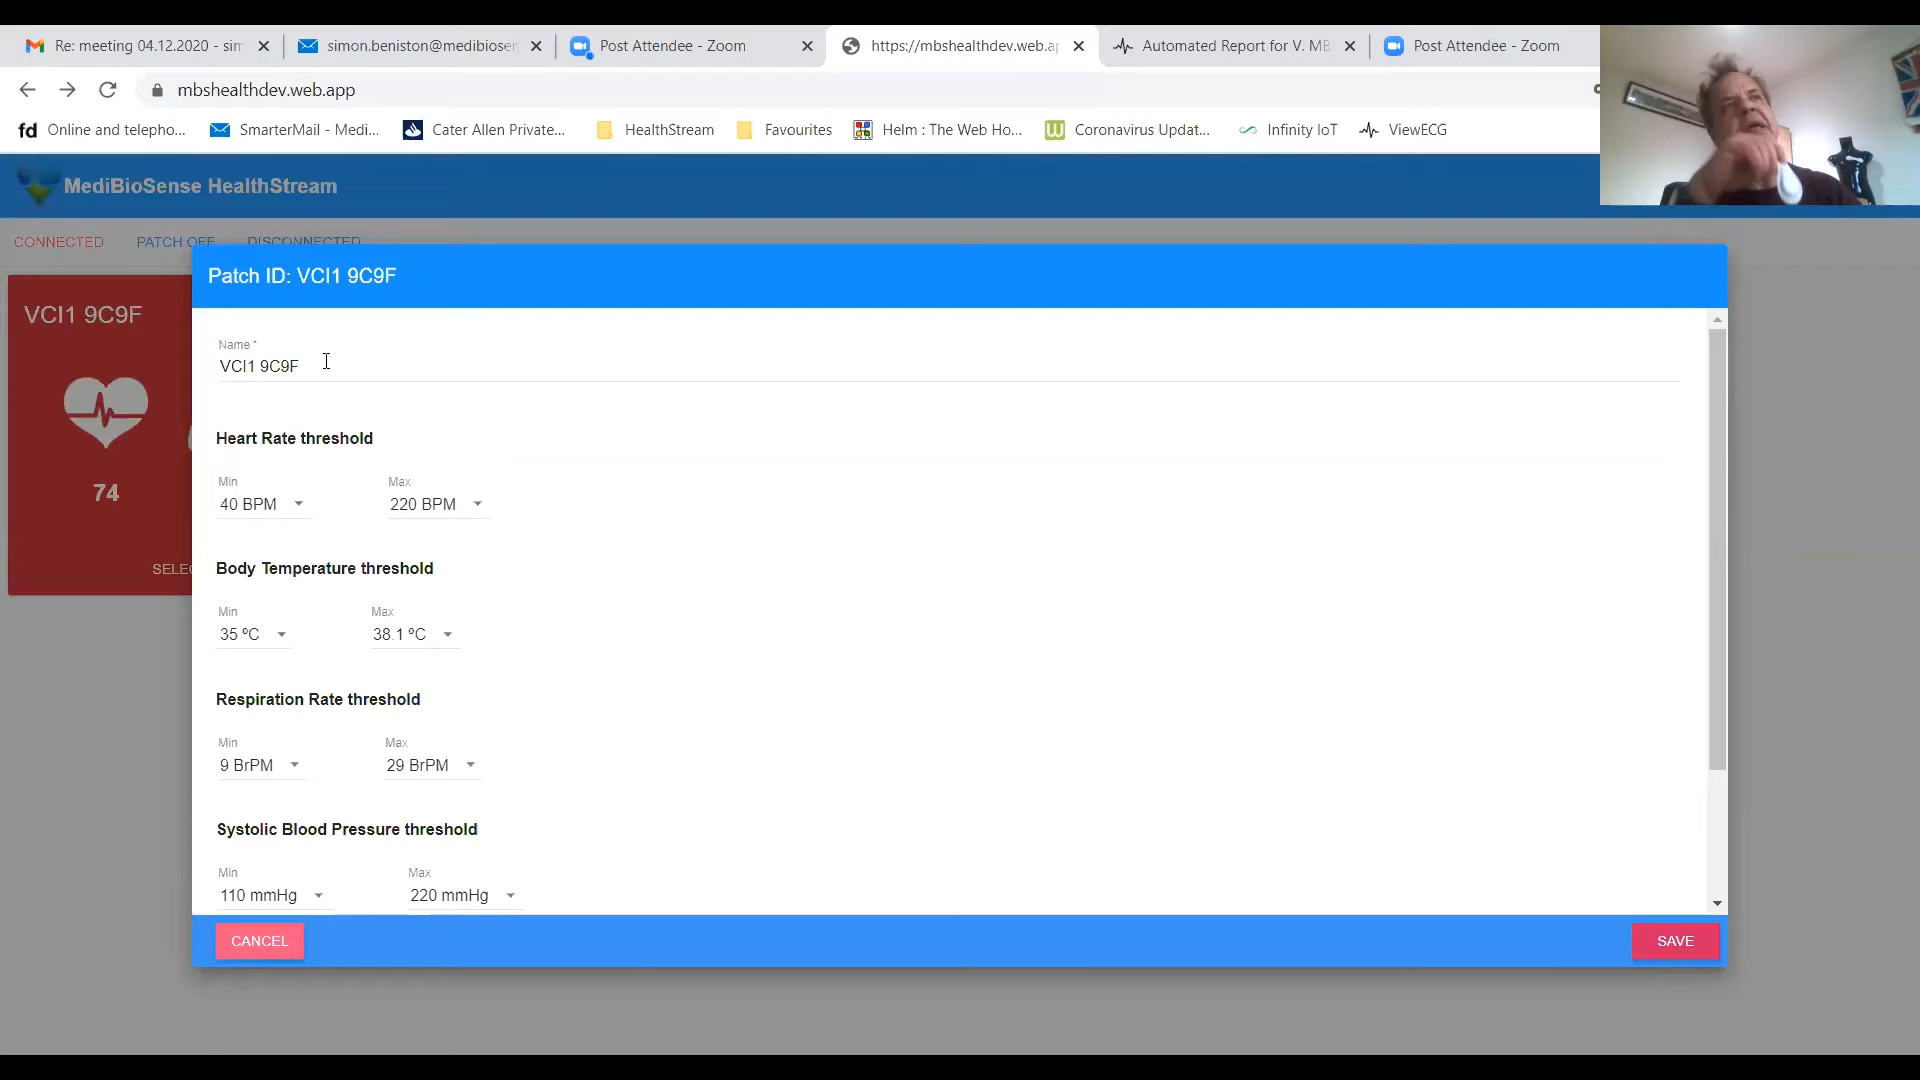 Re: meeting 04.12.2020 - sim
simon.beniston@medibiosen
Post Attendee - Zoom
https://mbshealthdev.web.ap
Automated Report for V. MB
Post Attendee - Zoom
mbshealthdev.web.app
fd Online and telepho...
SmarterMail - Medi...
Cater Allen Private...
HealthStream
Favourites
Helm : The Web Ho...
W Coronavirus Updat...
Infinity IoT
ViewECG
MediBioSense HealthStream
CONNECTED PATCH OFF DISCONNECTED
VCI1 9C9F
74
SELEC
Patch ID: VCI1 9C9F
Name *
VCI1 9C9F
Heart Rate threshold
Min Max
40 BPM 220 BPM
Body Temperature threshold
Min Max
35 ºC 38.1 ºC
Respiration Rate threshold
Min Max
9 BrPM 29 BrPM
Systolic Blood Pressure threshold
Min Max
110 mmHg 220 mmHg
CANCEL SAVE